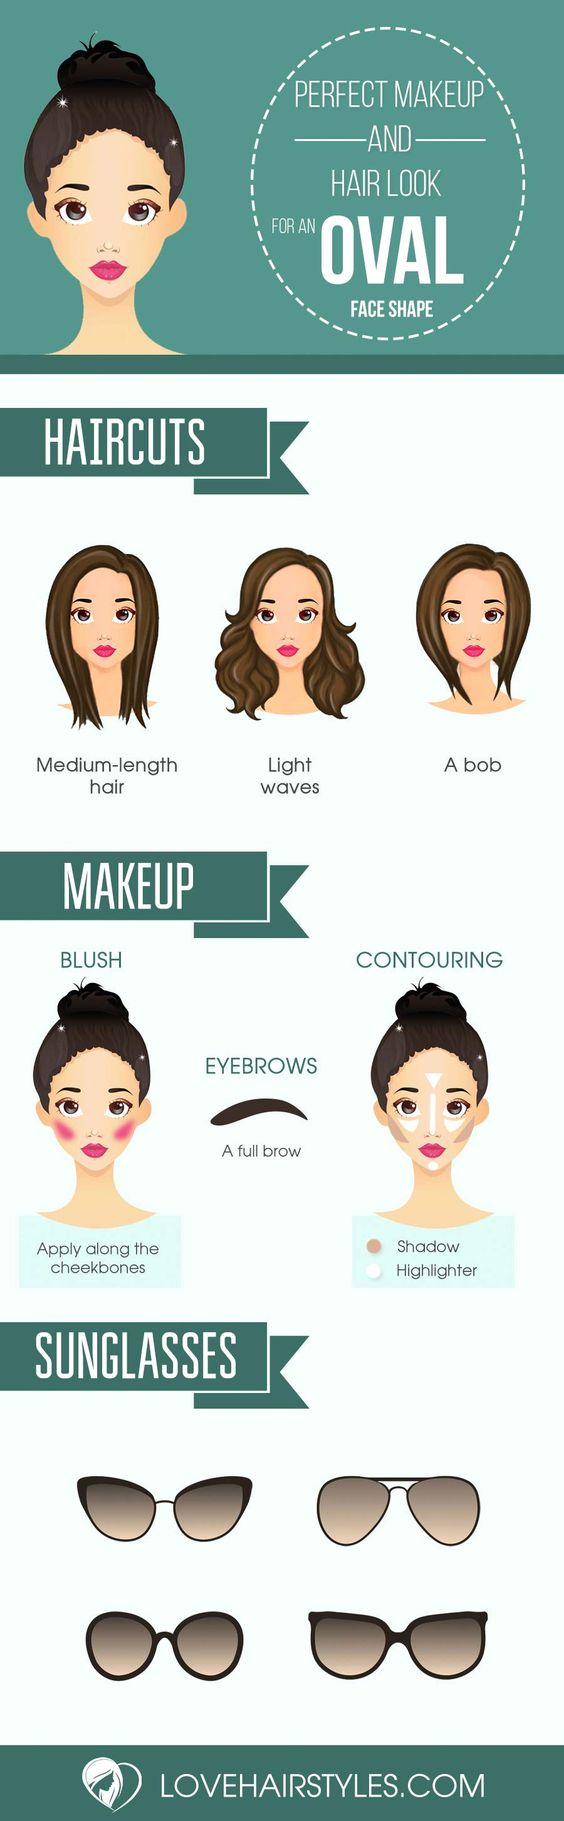 PERFECT MAKEUP
AND
HAIR LOOK
FOR AN OVAL
FACE SHAPE
HAIRCUTS
Medium-length
hair
Light
waves
A bob
MAKEUP
BLUSH
Apply along the
cheekbones
EYEBROWS
A full brow
CONTOURING
Shadow
Highlighter
SUNGLASSES
LOVEHAIRSTYLES.COM